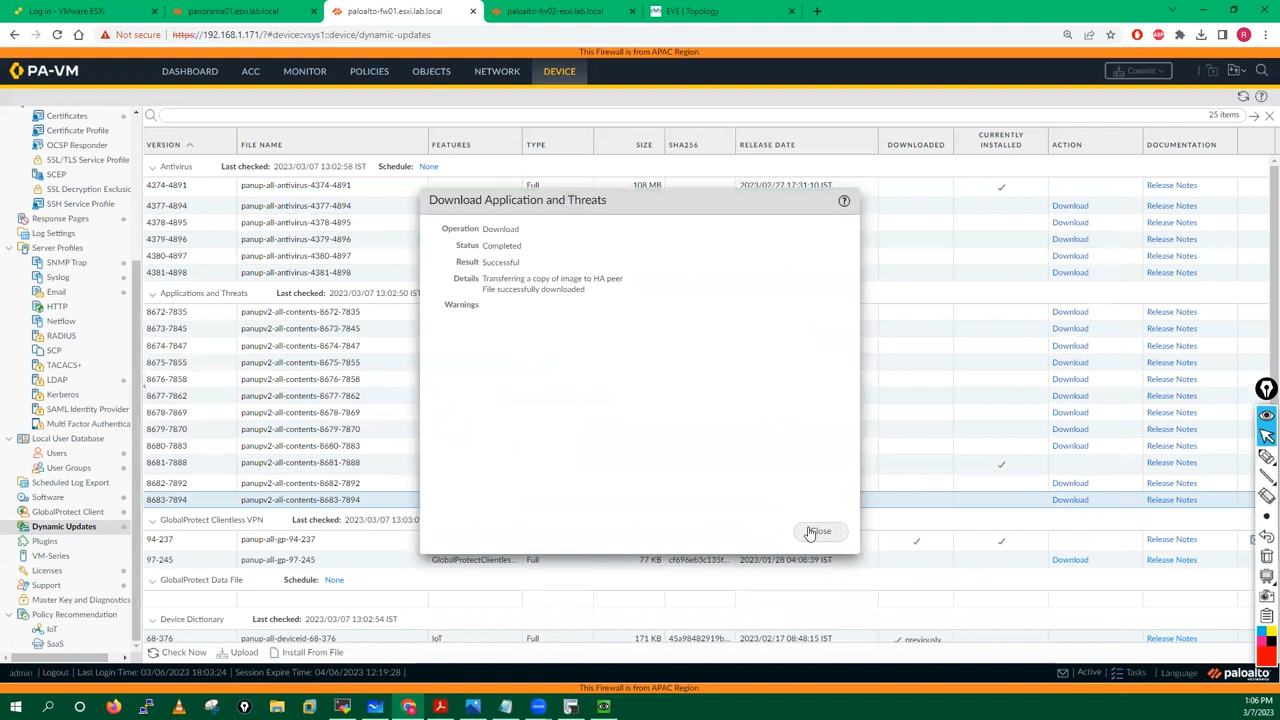 Log in - VMware ESXi
panorama01.esxi.lab.local
paloalto-fw01.esxi.lab.local
paloalto-fw02-esxi.lab.local
EVE | Topology
Not secure https://192.168.1.171/?#device:vsys1::device/dynamic-updates
This Firewall is from APAC Region.
PA-VM DASHBOARD ACC MONITOR POLICIES OBJECTS NETWORK DEVICE Commit
25 items
Certificates
Certificate Profile
OCSP Responder
SSL/TLS Service Profile
SCEP
SSL Decryption Exclusio
SSH Service Profile
Response Pages
Log Settings
Server Profiles
SNMP Trap
Syslog
Email
HTTP
Netflow
RADIUS
SCP
TACACS+
LDAP
Kerberos
SAML Identity Provider
Multi Factor Authentica
Local User Database
Users
User Groups
Scheduled Log Export
Software
GlobalProtect Client
Dynamic Updates
Plugins
VM-Series
Licenses
Support
Master Key and Diagnostics
Policy Recommendation
IoT
SaaS
VERSION FILE NAME FEATURES TYPE SIZE SHA256 RELEASE DATE DOWNLOADED CURRENTLY INSTALLED ACTION DOCUMENTATION
Antivirus Last checked: 2023/03/07 13:02:58 IST Schedule: None
4374-4891 panup-all-antivirus-4374-4891 Full 108 MB 2023/02/27 17:31:10 IST Release Notes
4377-4894 panup-all-antivirus-4377-4894 Download Release Notes
4378-4895 panup-all-antivirus-4378-4895 Download Release Notes
4379-4896 panup-all-antivirus-4379-4896 Download Release Notes
4380-4897 panup-all-antivirus-4380-4897 Download Release Notes
4381-4898 panup-all-antivirus-4381-4898 Download Release Notes
Applications and Threats Last checked: 2023/03/07 13:02:50 IST
8672-7835 panupv2-all-contents-8672-7835 Download Release Notes
8673-7845 panupv2-all-contents-8673-7845 Download Release Notes
8674-7847 panupv2-all-contents-8674-7847 Download Release Notes
8675-7855 panupv2-all-contents-8675-7855 Download Release Notes
8676-7858 panupv2-all-contents-8676-7858 Download Release Notes
8677-7862 panupv2-all-contents-8677-7862 Download Release Notes
8678-7869 panupv2-all-contents-8678-7869 Download Release Notes
8679-7870 panupv2-all-contents-8679-7870 Download Release Notes
8680-7883 panupv2-all-contents-8680-7883 Download Release Notes
8681-7888 panupv2-all-contents-8681-7888 Release Notes
8682-7892 panupv2-all-contents-8682-7892 Download Release Notes
8683-7894 panupv2-all-contents-8683-7894 Download Release Notes
GlobalProtect Clientless VPN Last checked: 2023/03/07 13:03:0
94-237 panup-all-gp-94-237 Release Notes
97-245 panup-all-gp-97-245 GlobalProtectClientles... Full 77 KB cf696eb3c135f... 2023/01/28 04:08:39 IST Download Release Notes
GlobalProtect Data File Schedule: None
Device Dictionary Last checked: 2023/03/07 13:02:54 IST
68-376 panup-all-deviceid-68-376 IoT Full 171 KB 45a98482919b... 2023/02/17 08:48:15 IST previously Release Notes
Download Application and Threats
Operation Download
Status Completed
Result Successful
Details Transferring a copy of image to HA peer
File successfully downloaded
Warnings
Close
Check Now Upload Install From File
admin | Logout | Last Login Time: 03/06/2023 18:03:24 | Session Expire Time: 04/06/2023 12:19:28 Active Tasks Language paloalto NETWORKS
This Firewall is from APAC Region.
1:06 PM
3/7/2023